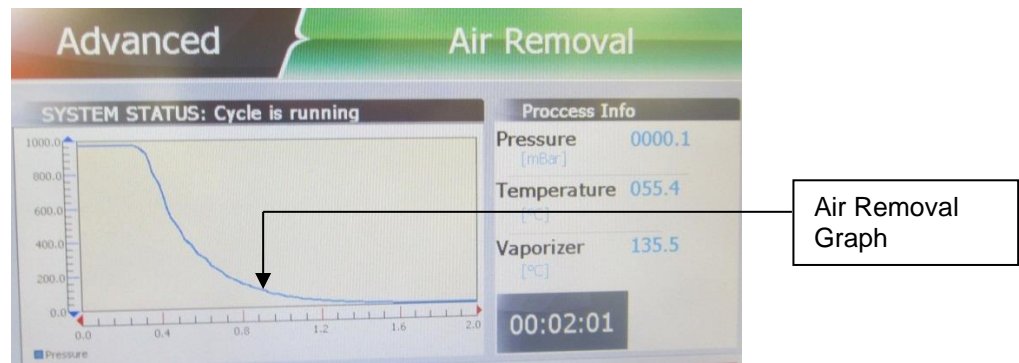 Advanced
Air Removal
SYSTEM STATUS: Cycle is running
Proccess Info
1000.0
800.0
600.0
400.0
200.0
0.0
0.0 0.4 0.8 1.2 1.6 2.0
Pressure
Pressure 0000.1
[mBar]
Temperature 055.4
[ºC]
Vaporizer 135.5
[ºC]
00:02:01
Air Removal
Graph